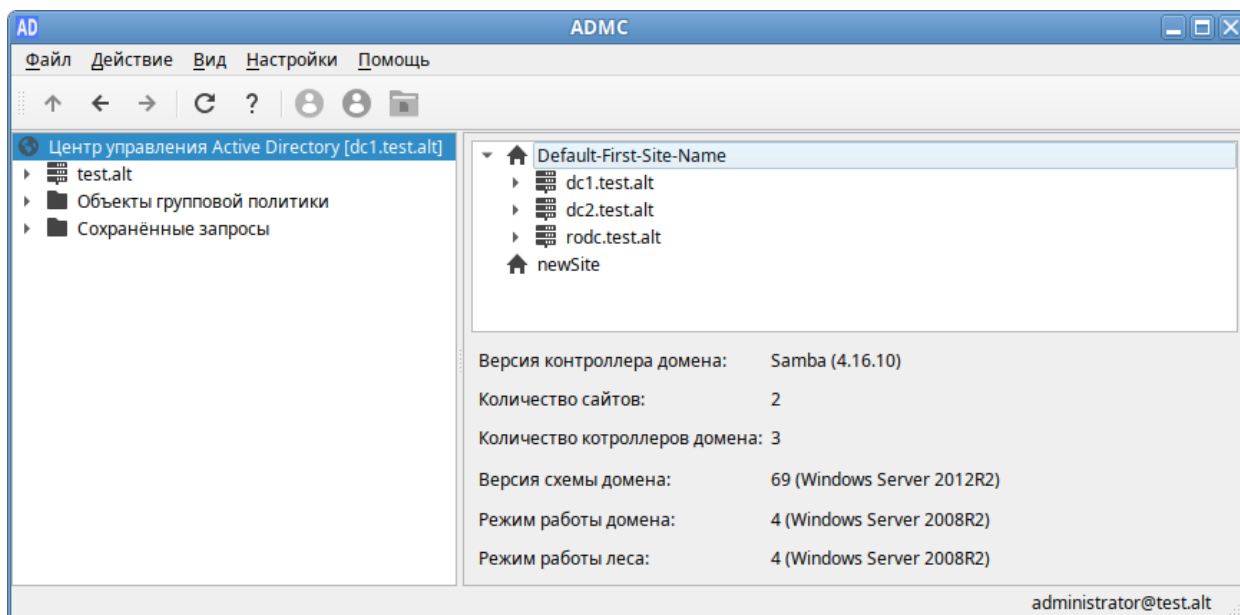 AD ADMC
Файл Действие Вид Настройки Помощь
?
Центр управления Active Directory [dc1.test.alt]
test.alt
Объекты групповой политики
Сохранённые запросы
Default-First-Site-Name
dc1.test.alt
dc2.test.alt
rodc.test.alt
newSite
Версия контроллера домена: Samba (4.16.10)
Количество сайтов: 2
Количество котроллеров домена: 3
Версия схемы домена: 69 (Windows Server 2012R2)
Режим работы домена: 4 (Windows Server 2008R2)
Режим работы леса: 4 (Windows Server 2008R2)
administrator@test.alt